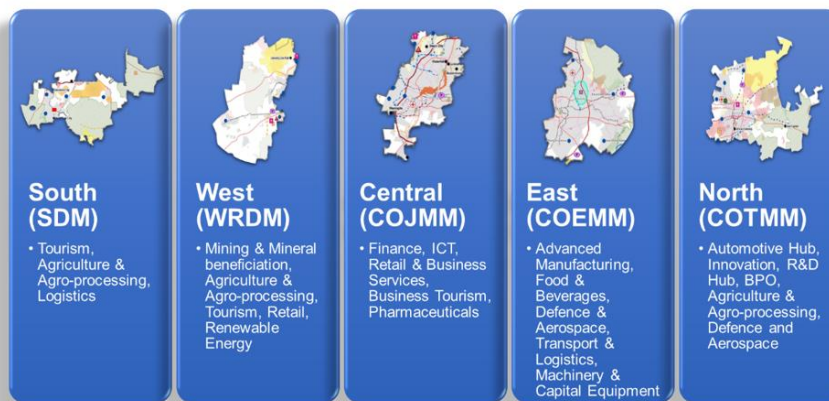 South
(SDM)
• Tourism,
Agriculture &
Agro-processing,
Logistics
West
(WRDM)
• Mining & Mineral
beneficiation,
Agriculture &
Agro-processing,
Tourism, Retail,
Renewable
Energy
Central
(COJMM)
• Finance, ICT,
Retail & Business
Services,
Business Tourism,
Pharmaceuticals
East
(COEMM)
• Advanced
Manufacturing,
Food &
Beverages,
Defence &
Aerospace,
Transport &
Logistics,
Machinery &
Capital Equipment
North
(COTMM)
• Automotive Hub,
Innovation, R&D
Hub, BPO,
Agriculture &
Agro-processing,
Defence and
Aerospace